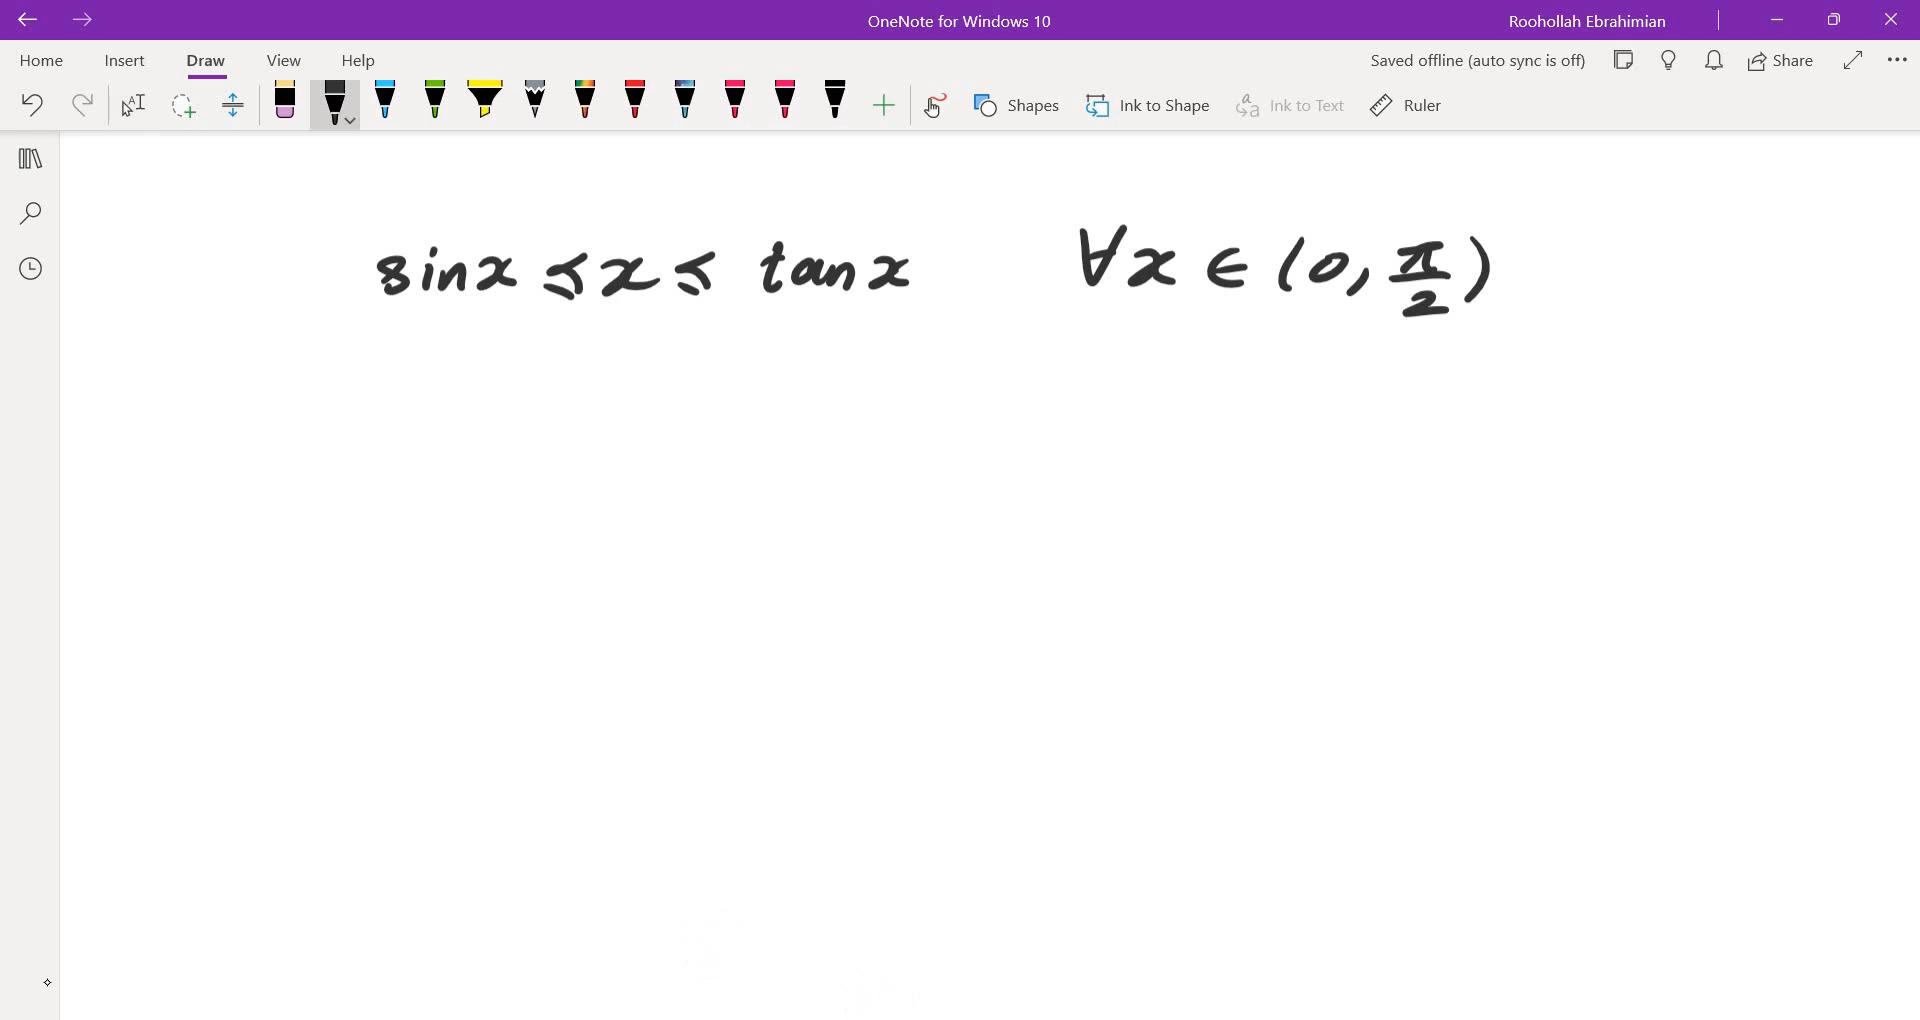 OneNote for Windows 10 Roohollah Ebrahimian
Home Insert Draw View Help Saved offline (auto sync is off) Share
Shapes Ink to Shape Ink to Text Ruler
sin x ≤ x ≤ tan x ∀x ∈ (0, π/2)